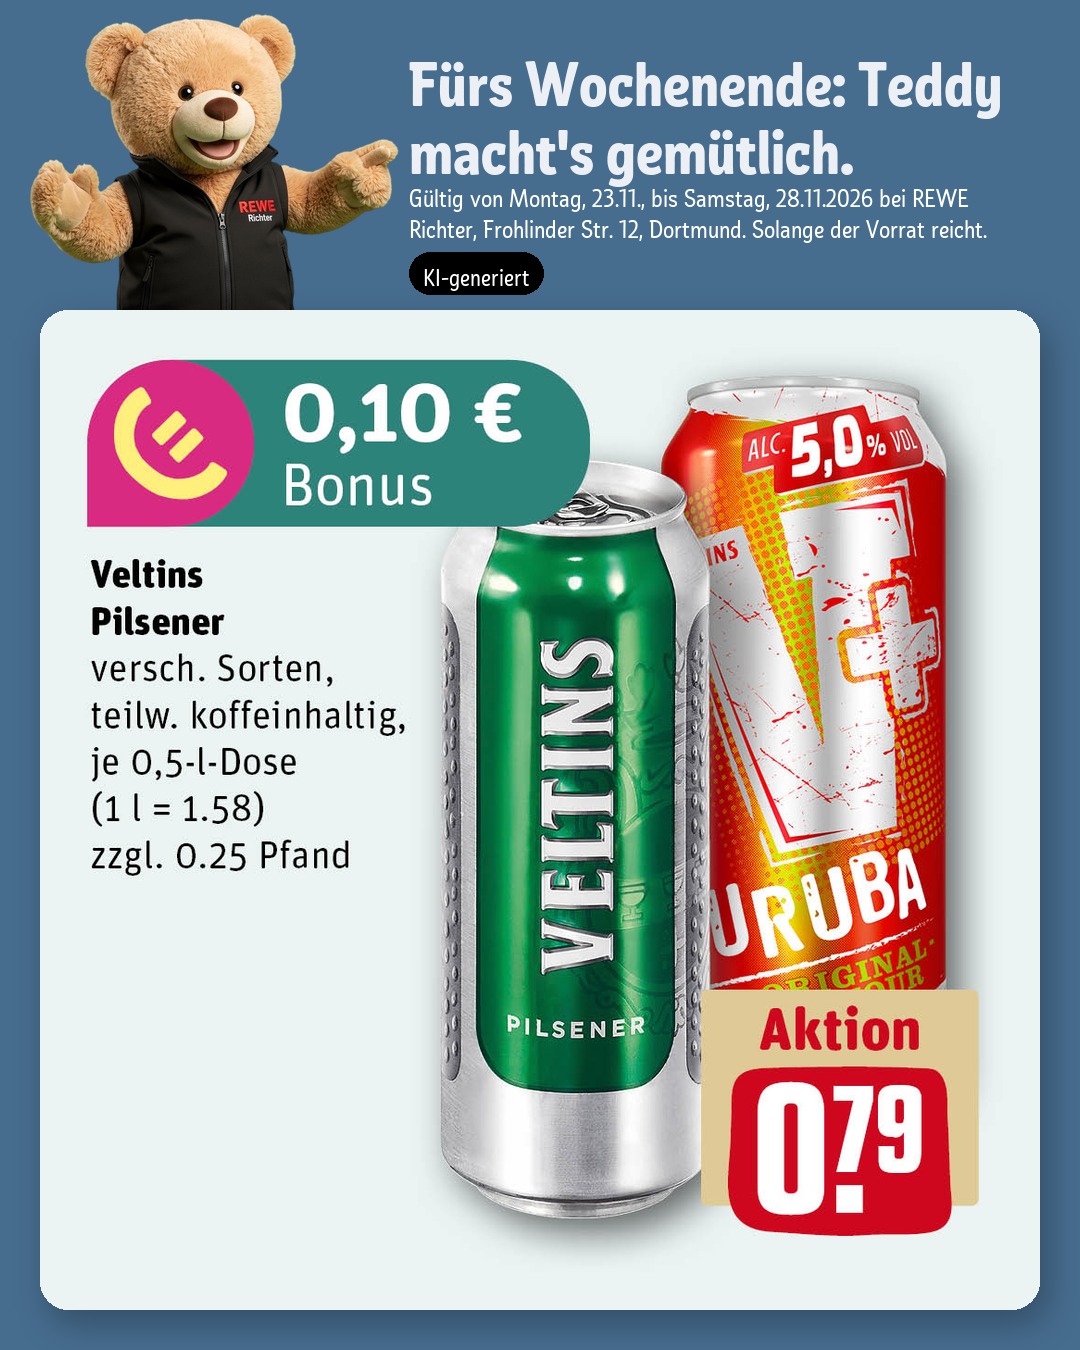 Fürs Wochenende: Teddy
macht's gemütlich.
Gültig von Montag, 23.11., bis Samstag, 28.11.2026 bei REWE
Richter, Frohlinder Str. 12, Dortmund. Solange der Vorrat reicht.
KI-generiert
REWE
Richter
0,10 €
Bonus
Veltins
Pilsener
versch. Sorten,
teilw. koffeinhaltig,
je 0,5-l-Dose
(1 l = 1.58)
zzgl. 0.25 Pfand
VELTINS
PILSENER
ALC. 5,0% VOL
INS
V+
URUBA
ORIGINAL
OUR
Aktion
0.79